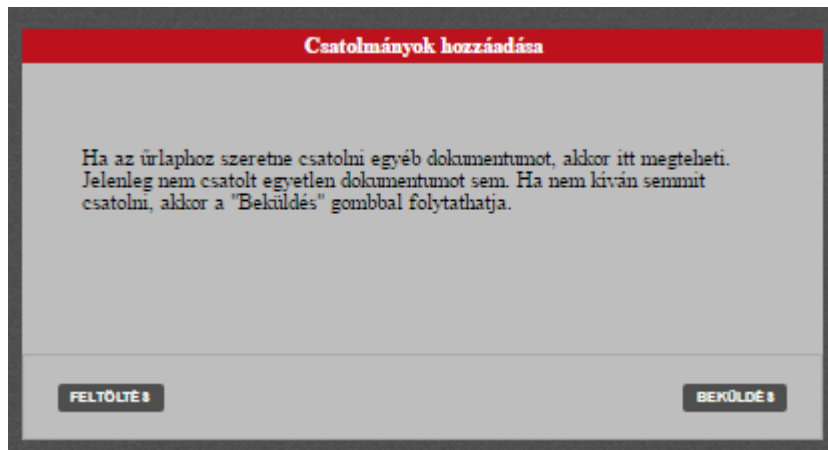 Csatolmányok hozzáadása
Ha az űrlaphoz szeretne csatolni egyéb dokumentumot, akkor itt megteheti.
Jelenleg nem csatolt egyetlen dokumentumot sem. Ha nem kíván semmit
csatolni, akkor a "Beküldés" gombbal folytathatja.
FELTÖLTÉS
BEKÜLDÉS